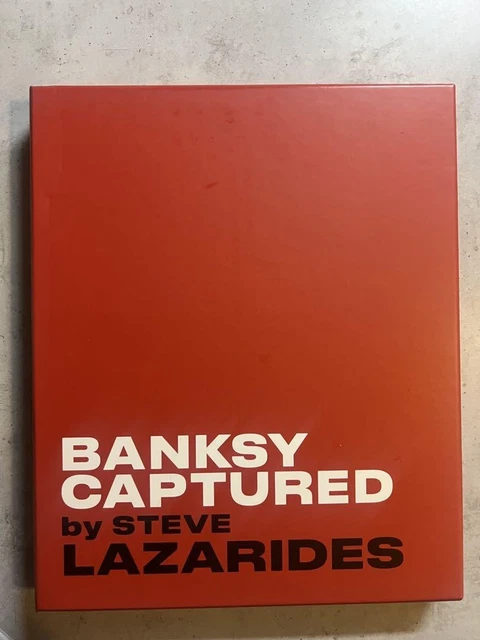 BANKSY
CAPTURED
by STEVE
LAZARIDES